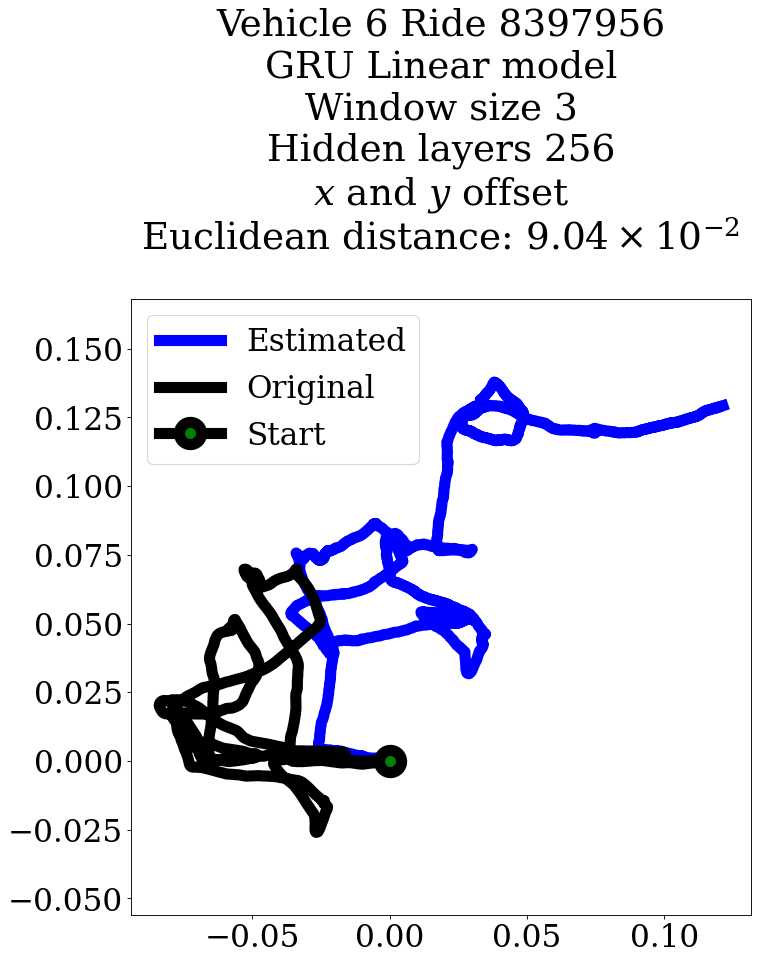 Vehicle 6 Ride 8397956
GRU Linear model
Window size 3
Hidden layers 256
x and y offset
Euclidean distance: 9.04 × 10⁻²
Estimated
Original
Start
0.150
0.125
0.100
0.075
0.050
0.025
0.000
−0.025
−0.050
−0.05 0.00 0.05 0.10